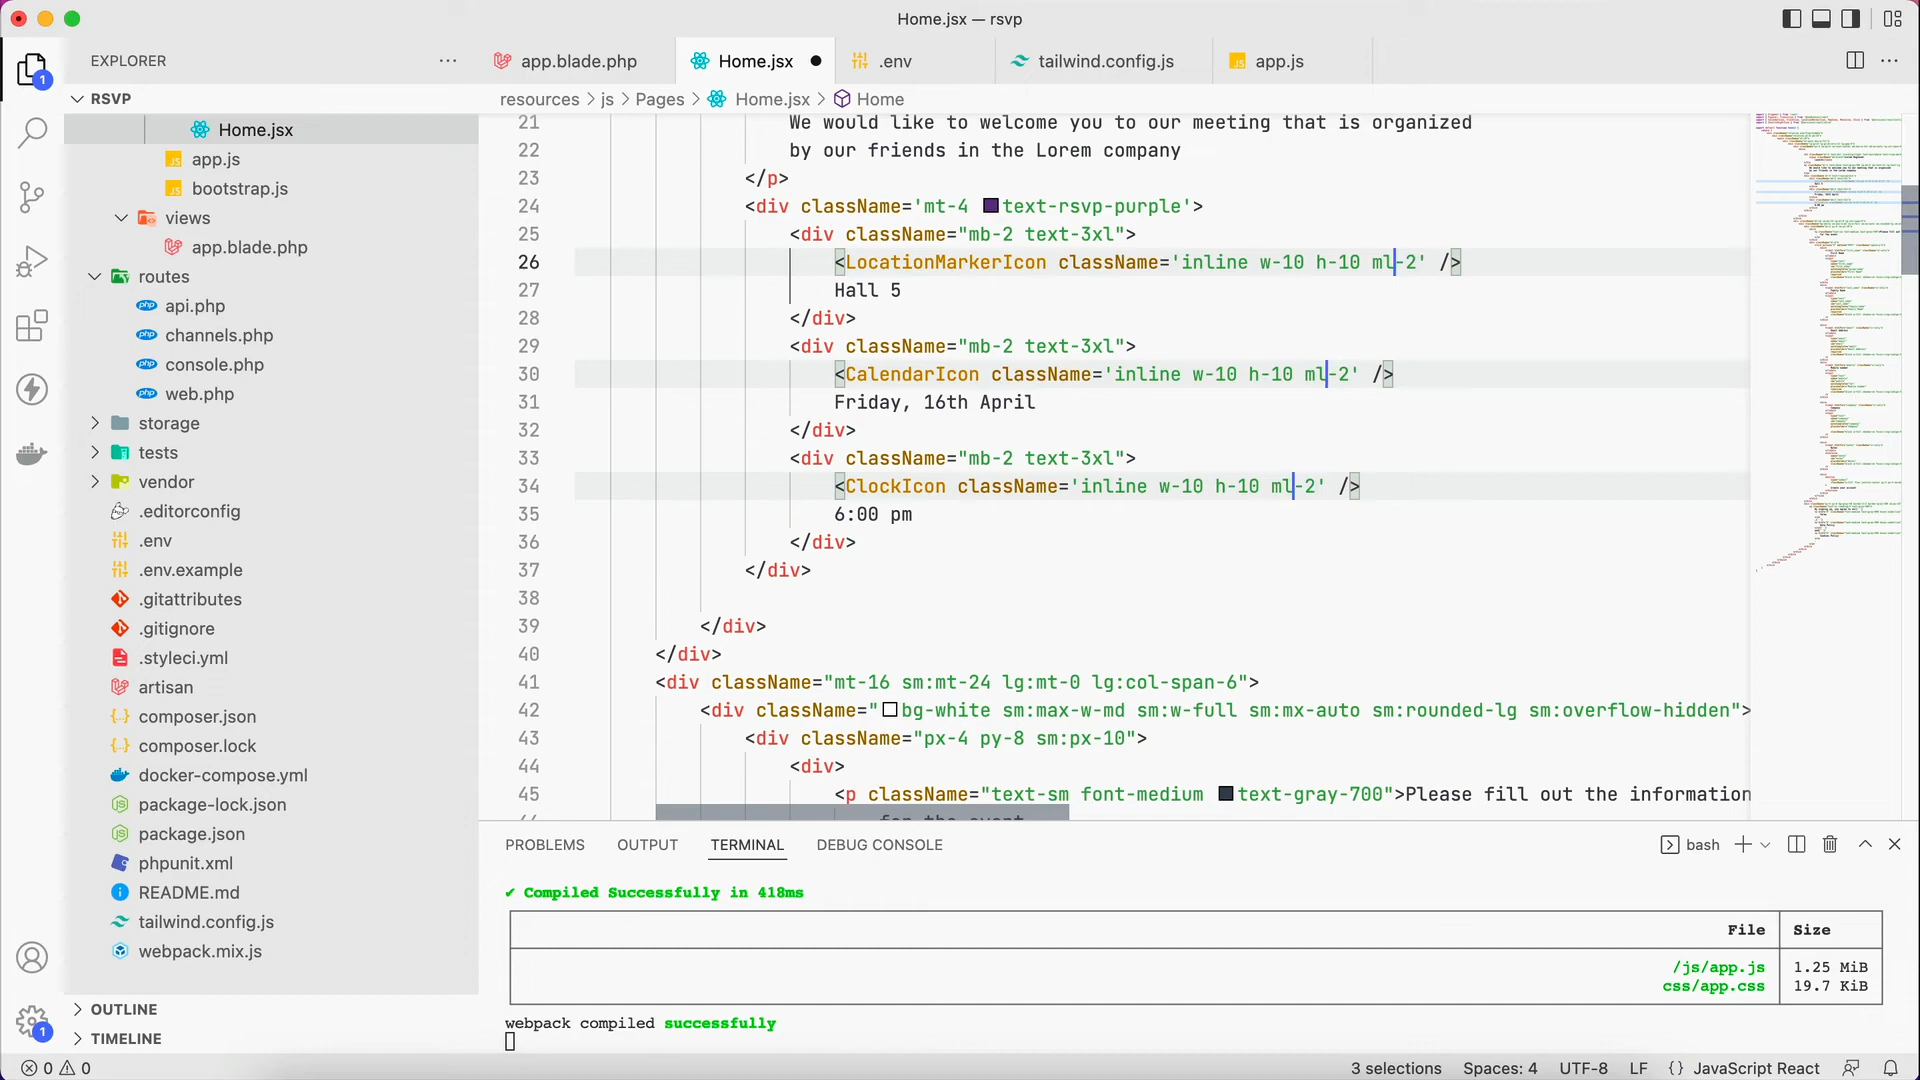 Home.jsx — rsvp
EXPLORER
app.blade.php
Home.jsx
.env
tailwind.config.js
JS app.js
1
RSVP
resources > js > Pages > Home.jsx > Home
Home.jsx
JS app.js
JS bootstrap.js
views
app.blade.php
routes
php api.php
php channels.php
php console.php
php web.php
storage
tests
vendor
.editorconfig
.env
.env.example
.gitattributes
.gitignore
.styleci.yml
artisan
composer.json
composer.lock
docker-compose.yml
package-lock.json
package.json
phpunit.xml
README.md
tailwind.config.js
webpack.mix.js
OUTLINE
TIMELINE
1
21 We would like to welcome you to our meeting that is organized
22 by our friends in the Lorem company
23 </p>
24 <div className='mt-4 text-rsvp-purple'>
25 <div className="mb-2 text-3xl">
26 <LocationMarkerIcon className='inline w-10 h-10 ml-2' />
27 Hall 5
28 </div>
29 <div className="mb-2 text-3xl">
30 <CalendarIcon className='inline w-10 h-10 ml-2' />
31 Friday, 16th April
32 </div>
33 <div className="mb-2 text-3xl">
34 <ClockIcon className='inline w-10 h-10 ml-2' />
35 6:00 pm
36 </div>
37 </div>
38
39 </div>
40 </div>
41 <div className="mt-16 sm:mt-24 lg:mt-0 lg:col-span-6">
42 <div className="bg-white sm:max-w-md sm:w-full sm:mx-auto sm:rounded-lg sm:overflow-hidden">
43 <div className="px-4 py-8 sm:px-10">
44 <div>
45 <p className="text-sm font-medium text-gray-700">Please fill out the information
for the event
PROBLEMS OUTPUT TERMINAL DEBUG CONSOLE
bash
✔ Compiled Successfully in 418ms
File Size
/js/app.js 1.25 MiB
css/app.css 19.7 KiB
webpack compiled successfully
0 0
3 selections Spaces: 4 UTF-8 LF {} JavaScript React